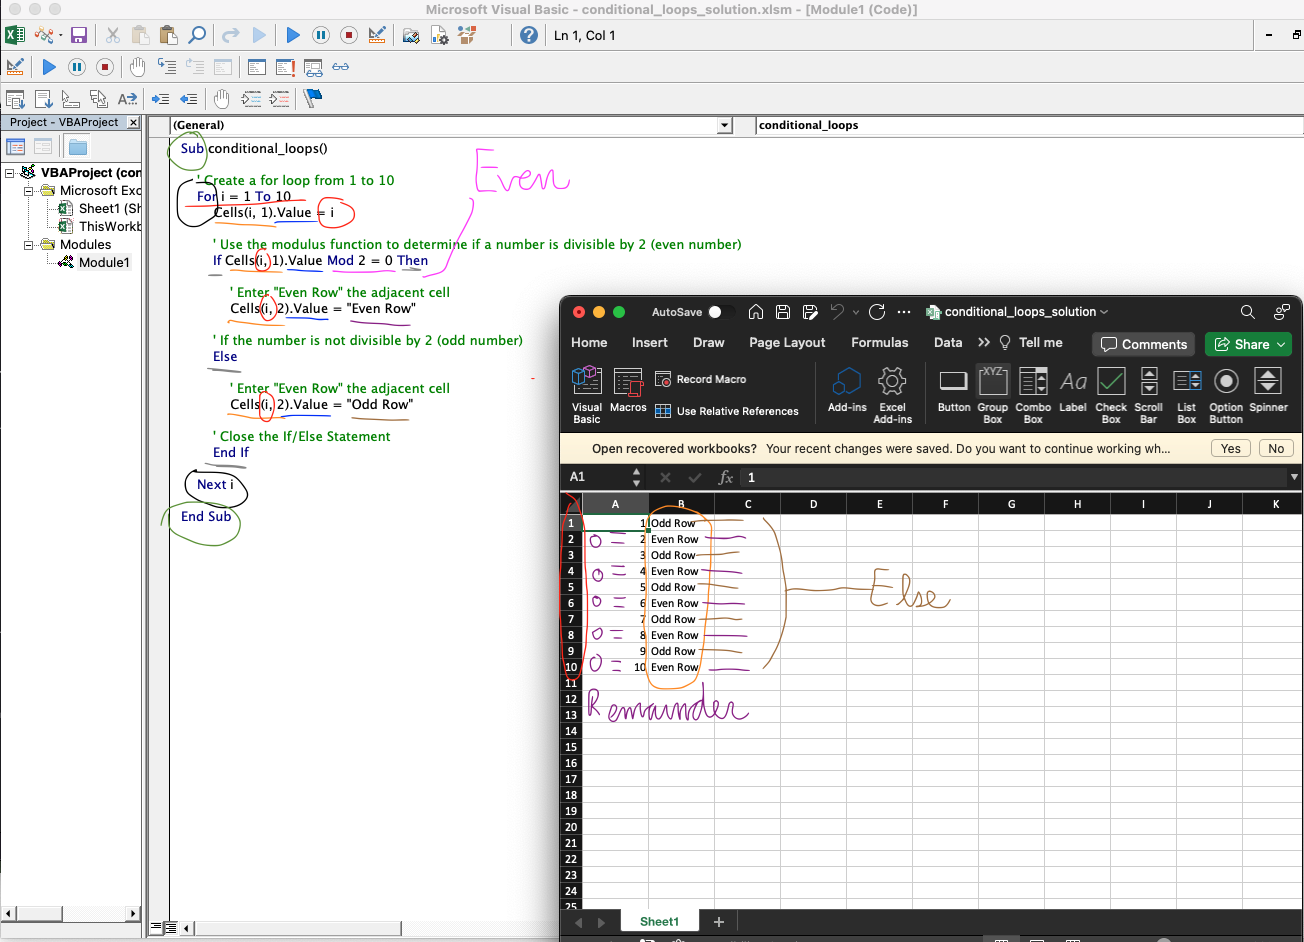 Microsoft Visual Basic - conditional_loops_solution.xlsm - [Module1 (Code)]
Ln 1, Col 1
Project - VBAProject
(General)
conditional_loops
VBAProject (con
Microsoft Exc
Sheet1 (Sh
ThisWorkb
Modules
Module1
Sub conditional_loops()
' Create a for loop from 1 to 10
For i = 1 To 10
Cells(i, 1).Value = i
Even
' Use the modulus function to determine if a number is divisible by 2 (even number)
If Cells(i, 1).Value Mod 2 = 0 Then
' Enter "Even Row" the adjacent cell
Cells(i, 2).Value = "Even Row"
' If the number is not divisible by 2 (odd number)
Else
' Enter "Even Row" the adjacent cell
Cells(i, 2).Value = "Odd Row"
' Close the If/Else Statement
End If
Next i
End Sub
AutoSave
conditional_loops_solution
Home Insert Draw Page Layout Formulas Data Tell me Comments Share
Visual Basic
Macros
Record Macro
Use Relative References
Add-ins
Excel Add-ins
Button
Group Box
XYZ
Combo Box
Aa
Label
Check Box
Scroll Bar
List Box
Option Button
Spinner
Open recovered workbooks? Your recent changes were saved. Do you want to continue working wh... Yes No
A1 fx 1
A B C D E F G H I J K
1 1 Odd Row
2 0 = 2 Even Row
3 3 Odd Row
4 0 = 4 Even Row
5 5 Odd Row
6 0 = 6 Even Row
7 7 Odd Row
8 0 = 8 Even Row
9 9 Odd Row
10 0 = 10 Even Row
Else
11
12
13
Remainder
14
15
16
17
18
19
20
21
22
23
24
25
Sheet1